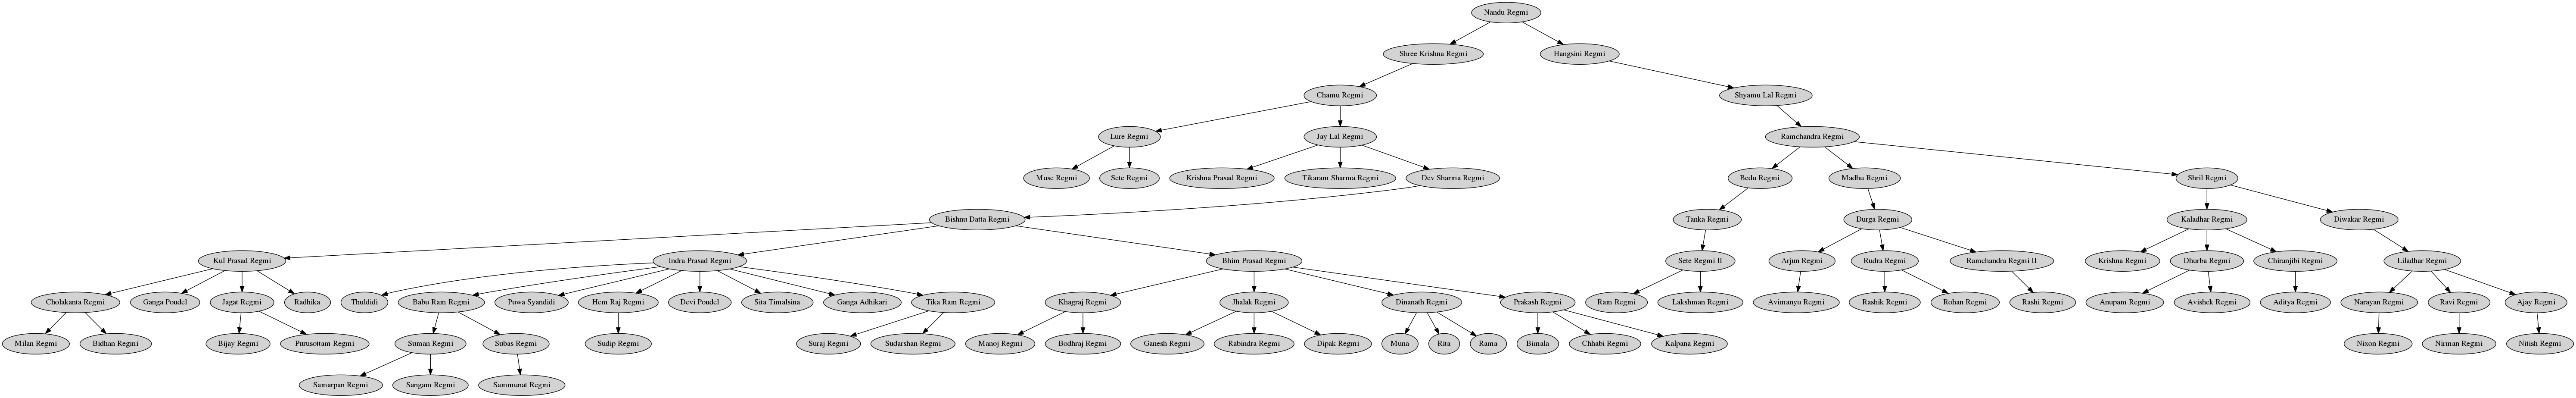 Nandu Regmi
Shree Krishna Regmi
Hangsini Regmi
Chamu Regmi
Shyamu Lal Regmi
Lure Regmi
Jay Lal Regmi
Ramchandra Regmi
Muse Regmi
Sete Regmi
Krishna Prasad Regmi
Tikaram Sharma Regmi
Dev Sharma Regmi
Bedu Regmi
Madhu Regmi
Shril Regmi
Bishnu Datta Regmi
Tanka Regmi
Durga Regmi
Kaladhar Regmi
Diwakar Regmi
Kul Prasad Regmi
Indra Prasad Regmi
Bhim Prasad Regmi
Sete Regmi II
Arjun Regmi
Rudra Regmi
Ramchandra Regmi II
Krishna Regmi
Dhurba Regmi
Chiranjibi Regmi
Liladhar Regmi
Cholakanta Regmi
Ganga Poudel
Jagat Regmi
Radhika
Thuldidi
Babu Ram Regmi
Puwa Syandidi
Hem Raj Regmi
Devi Poudel
Sita Timalsina
Ganga Adhikari
Tika Ram Regmi
Khagraj Regmi
Jhalak Regmi
Dinanath Regmi
Prakash Regmi
Ram Regmi
Lakshman Regmi
Avimanyu Regmi
Rashik Regmi
Rohan Regmi
Rashi Regmi
Anupam Regmi
Avishek Regmi
Aditya Regmi
Narayan Regmi
Ravi Regmi
Ajay Regmi
Milan Regmi
Bidhan Regmi
Bijay Regmi
Purusottam Regmi
Suman Regmi
Subas Regmi
Sudip Regmi
Suraj Regmi
Sudarshan Regmi
Manoj Regmi
Bodhraj Regmi
Ganesh Regmi
Rabindra Regmi
Dipak Regmi
Muna
Rita
Rama
Bimala
Chhabi Regmi
Kalpana Regmi
Nixon Regmi
Nirman Regmi
Nitish Regmi
Samarpan Regmi
Sangam Regmi
Sammunat Regmi